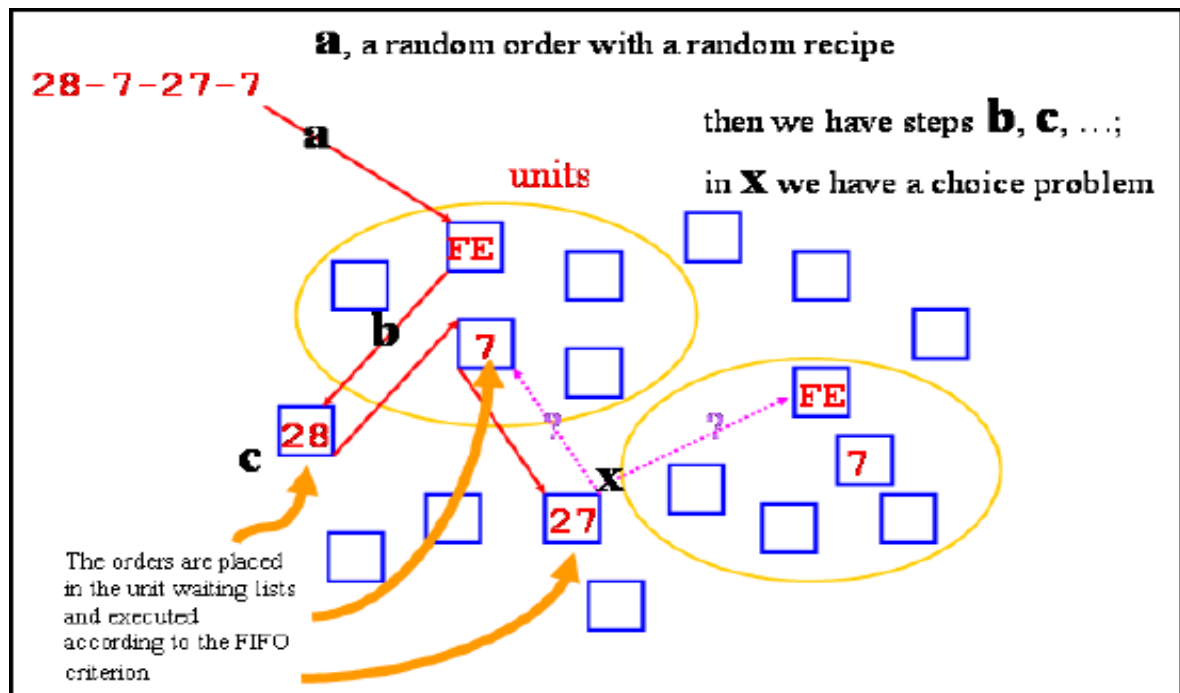 a, a random order with a random recipe
28-7-27-7
then we have steps b, c, ...;
in x we have a choice problem
a
units
FE
b
7
FE
28
c
?
?
7
x
27
The orders are placed
in the unit waiting lists
and executed
according to the FIFO
criterion